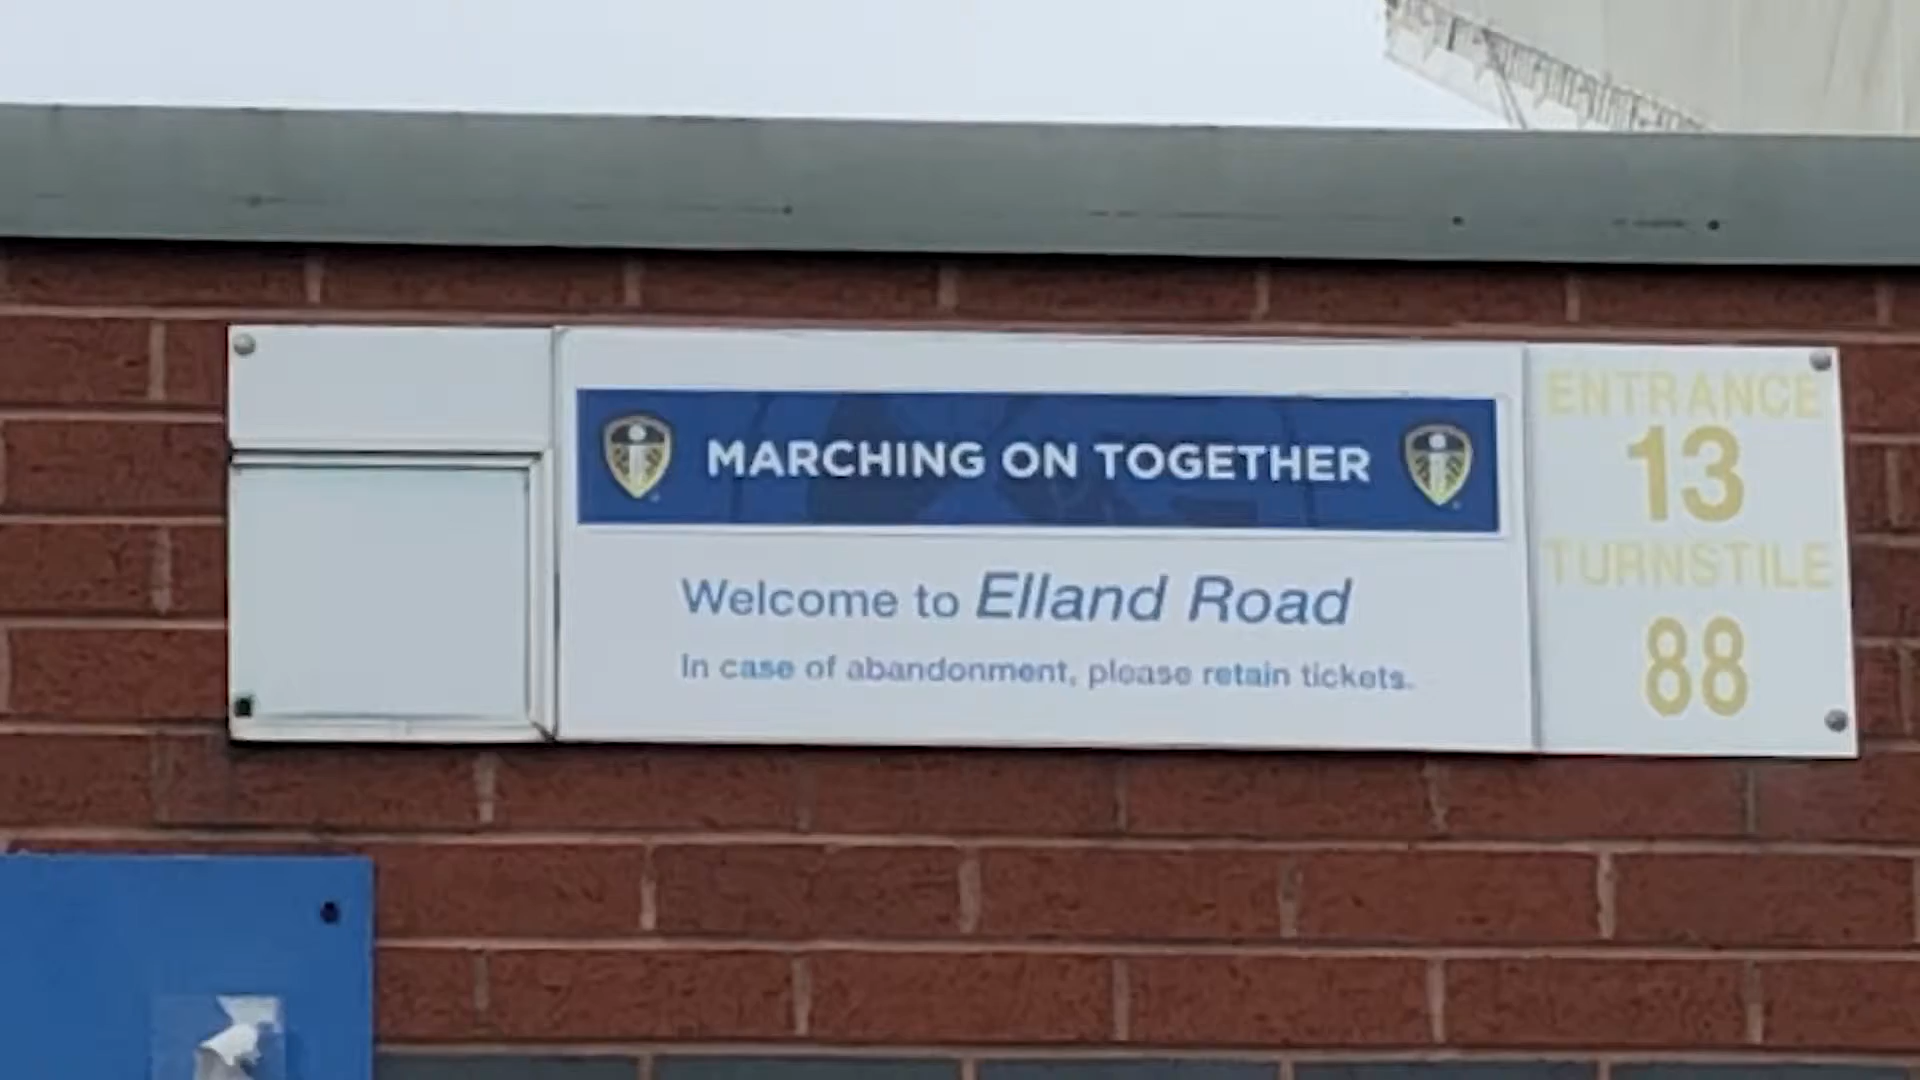 MARCHING ON TOGETHER
Welcome to Elland Road
In case of abandonment, please retain tickets.
ENTRANCE
13
TURNSTILE
88